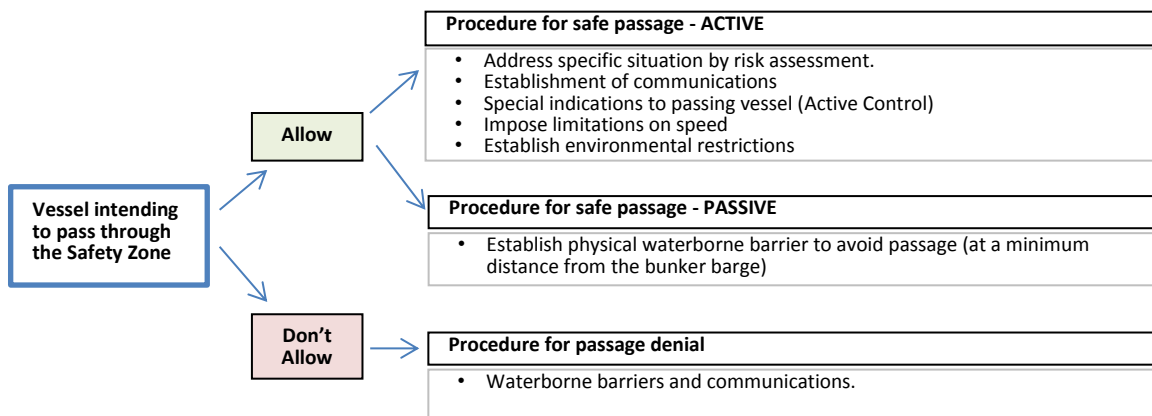 Procedure for safe passage - ACTIVE
• Address specific situation by risk assessment.
• Establishment of communications
• Special indications to passing vessel (Active Control)
• Impose limitations on speed
• Establish environmental restrictions
Allow
Vessel intending
to pass through
the Safety Zone
Procedure for safe passage - PASSIVE
• Establish physical waterborne barrier to avoid passage (at a minimum
distance from the bunker barge)
Don’t
Allow
Procedure for passage denial
• Waterborne barriers and communications.